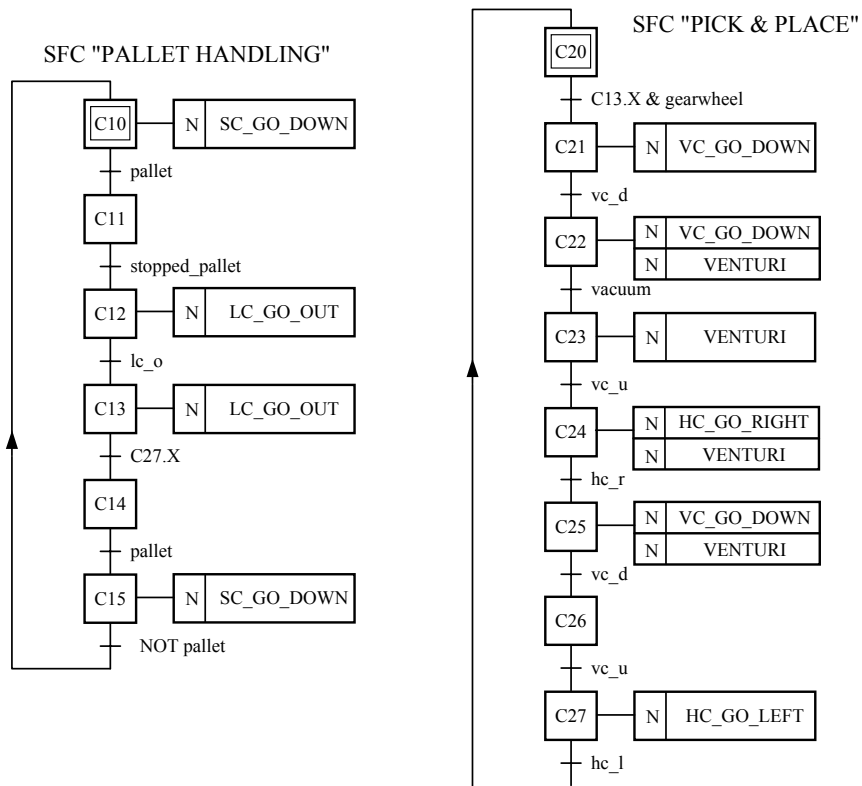 SFC "PALLET HANDLING"
C10
N SC_GO_DOWN
pallet
C11
stopped_pallet
C12
N LC_GO_OUT
lc_o
C13
N LC_GO_OUT
C27.X
C14
pallet
C15
N SC_GO_DOWN
NOT pallet
SFC "PICK & PLACE"
C20
C13.X & gearwheel
C21
N VC_GO_DOWN
vc_d
C22
N VC_GO_DOWN
N VENTURI
vacuum
C23
N VENTURI
vc_u
C24
N HC_GO_RIGHT
N VENTURI
hc_r
C25
N VC_GO_DOWN
N VENTURI
vc_d
C26
vc_u
C27
N HC_GO_LEFT
hc_l